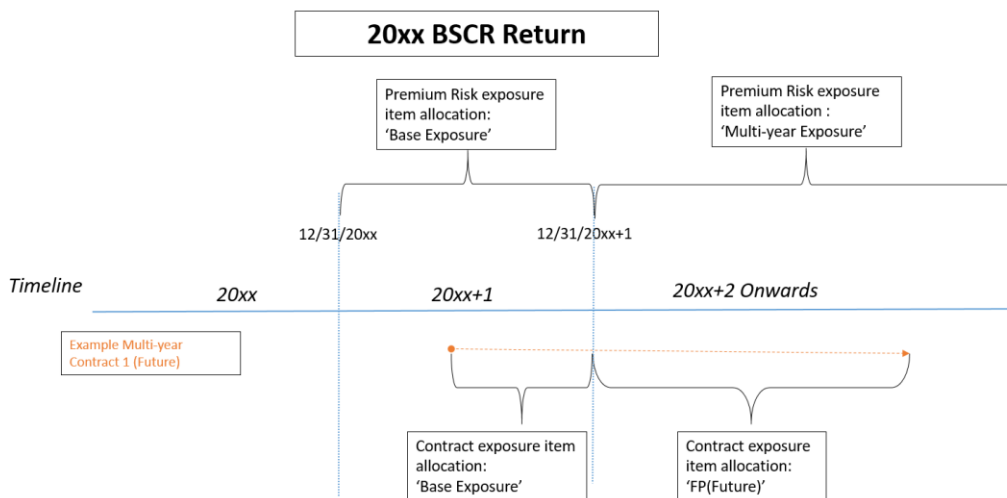 20xx BSCR Return
Premium Risk exposure
item allocation:
‘Base Exposure’
Premium Risk exposure
item allocation :
‘Multi-year Exposure’
12/31/20xx
12/31/20xx+1
Timeline
20xx
20xx+1
20xx+2 Onwards
Example Multi-year
Contract 1 (Future)
Contract exposure item
allocation:
‘Base Exposure’
Contract exposure
item allocation:
‘FP(Future)’